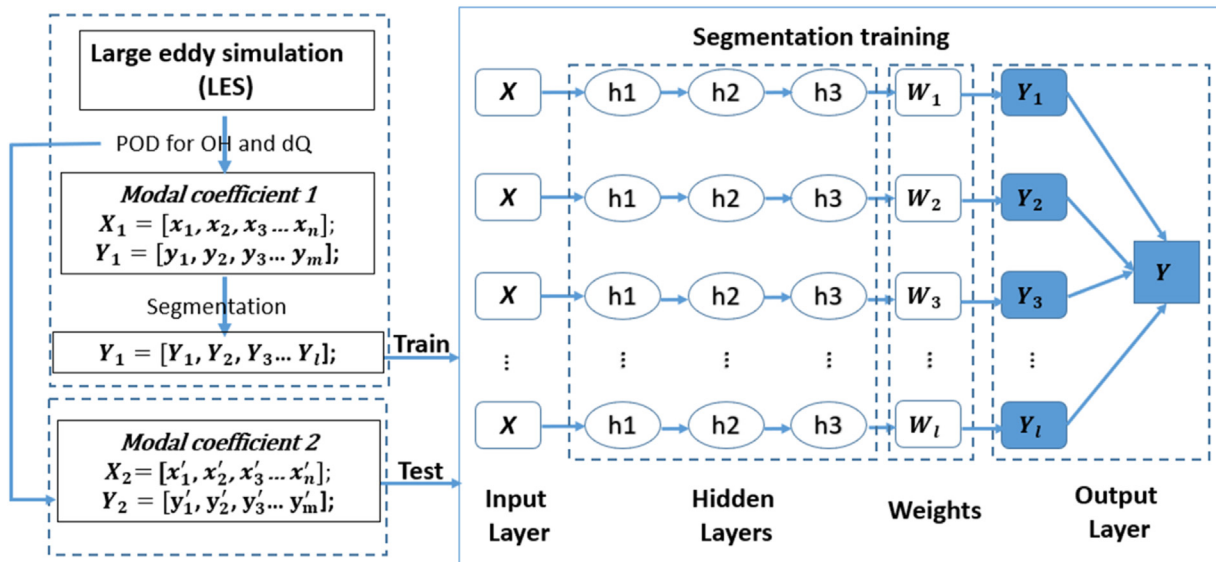 Large eddy simulation
(LES)
POD for OH and dQ
Modal coefficient 1
X₁ = [x₁, x₂, x₃ ... xₙ];
Y₁ = [y₁, y₂, y₃... yₘ];
Segmentation
Y₁ = [Y₁, Y₂, Y₃... Yₗ];
Train
Modal coefficient 2
X₂= [x′₁, x′₂, x′₃ ... x′ₙ];
Y₂ = [y′₁, y′₂, y′₃... y′ₘ];
Test
Segmentation training
X h1 h2 h3 W₁ Y₁
X h1 h2 h3 W₂ Y₂
Y
X h1 h2 h3 W₃ Y₃
⋮ ⋮ ⋮ ⋮ ⋮ ⋮
X h1 h2 h3 Wₗ Yₗ
Input
Layer
Hidden
Layers
Weights
Output
Layer